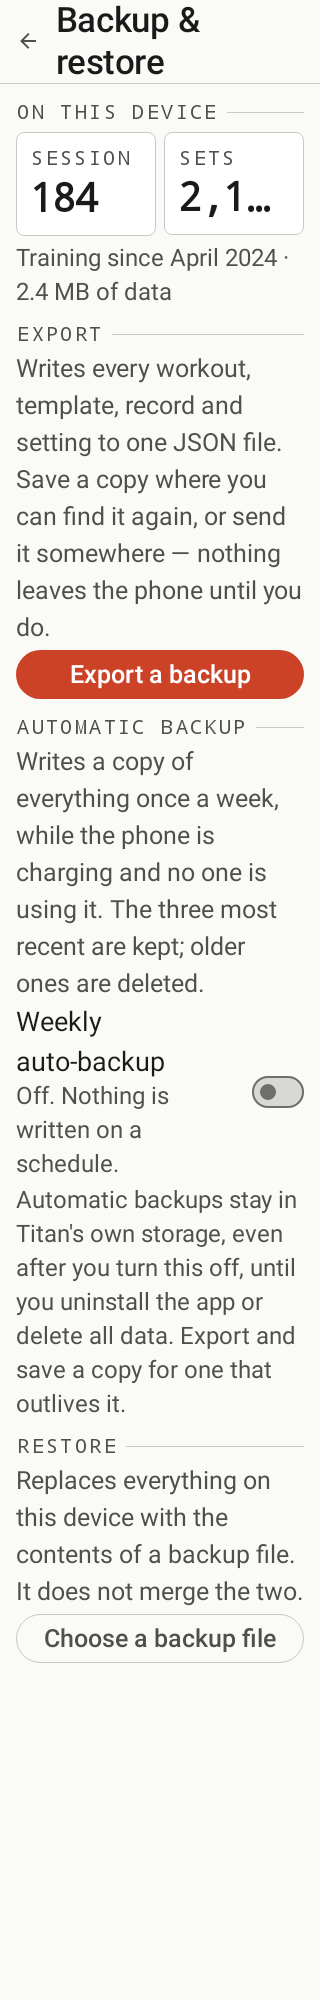 Backup &
restore
ON THIS DEVICE
SESSION
184
SETS
2,1…
Training since April 2024 ·
2.4 MB of data
EXPORT
Writes every workout,
template, record and
setting to one JSON file.
Save a copy where you
can find it again, or send
it somewhere — nothing
leaves the phone until you
do.
Export a backup
AUTOMATIC BACKUP
Writes a copy of
everything once a week,
while the phone is
charging and no one is
using it. The three most
recent are kept; older
ones are deleted.
Weekly
auto-backup
Off. Nothing is
written on a
schedule.
Automatic backups stay in
Titan's own storage, even
after you turn this off, until
you uninstall the app or
delete all data. Export and
save a copy for one that
outlives it.
RESTORE
Replaces everything on
this device with the
contents of a backup file.
It does not merge the two.
Choose a backup file